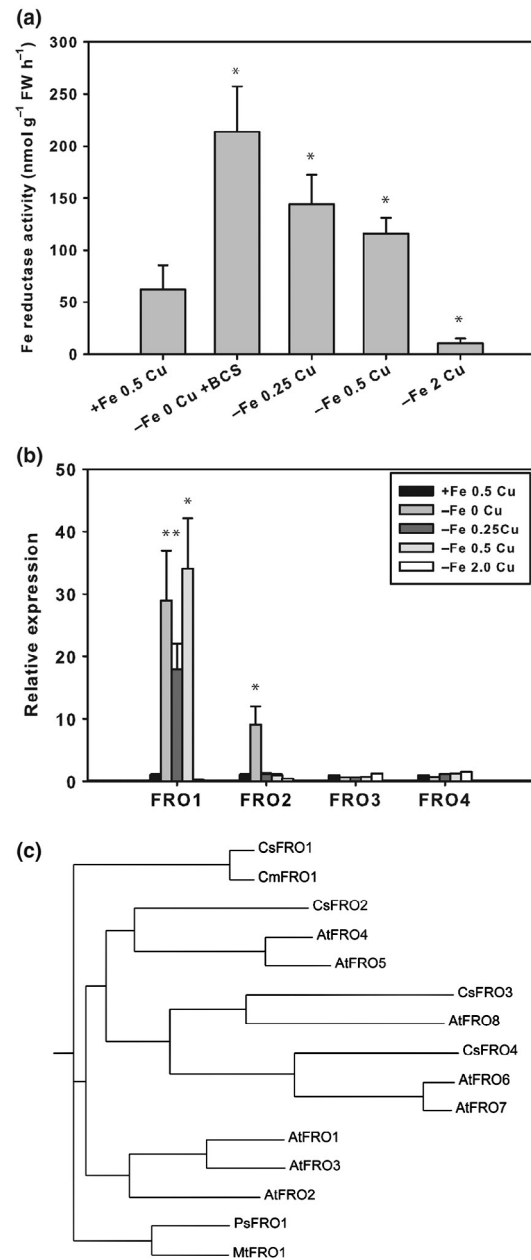 (a)
Fe reductase activity (nmol g⁻¹ FW h⁻¹)
300
250
200
150
100
50
0
*
*
*
*
+Fe 0.5 Cu
–Fe 0 Cu +BCS
–Fe 0.25 Cu
–Fe 0.5 Cu
–Fe 2 Cu
(b)
Relative expression
50
40
30
20
10
0
+Fe 0.5 Cu
–Fe 0 Cu
–Fe 0.25Cu
–Fe 0.5 Cu
–Fe 2.0 Cu
**
*
*
FRO1
FRO2
FRO3
FRO4
(c)
CsFRO1
CmFRO1
CsFRO2
AtFRO4
AtFRO5
CsFRO3
AtFRO8
CsFRO4
AtFRO6
AtFRO7
AtFRO1
AtFRO3
AtFRO2
PsFRO1
MtFRO1